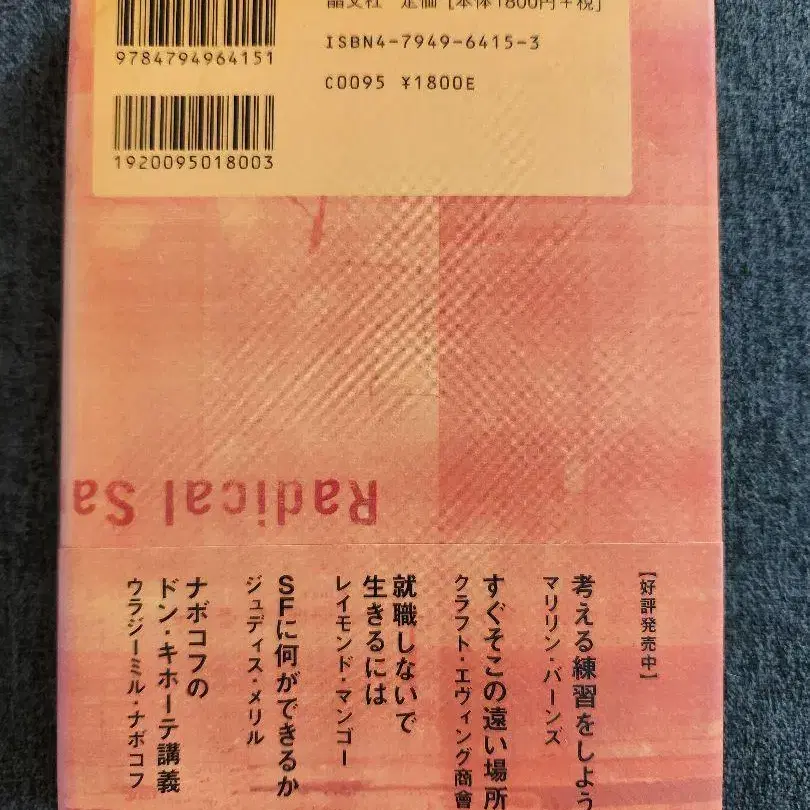 晶文社 定価 [本体1800円+税]
ISBN4-7949-6415-3
9784794964151
C0095 ¥1800E
1920095018003
Radical Sa
【好評発売中】
考える練習をしよう
マリリン・バーンズ
すぐそこの遠い場所
クラフト・エヴィング商會
就職しないで
生きるには
レイモンド・マンゴー
SFに何ができるか
ジュディス・メリル
ナボコフの
ドン・キホーテ講義
ウラジーミル・ナボコフ